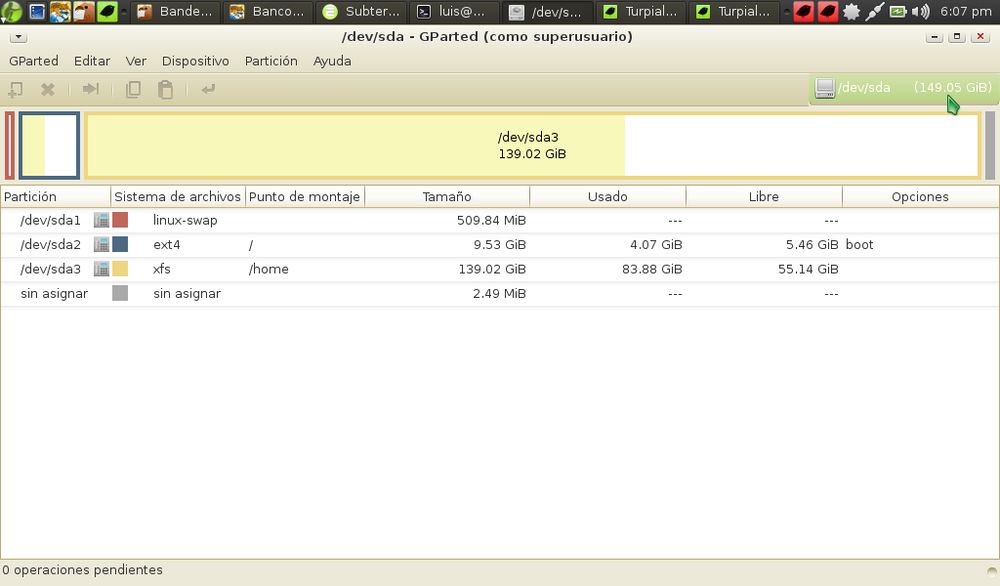 Bande... Banco... Subter... luis@... /dev/s... Turpial... Turpial... 6:07 pm
/dev/sda - GParted (como superusuario)
GParted Editar Ver Dispositivo Partición Ayuda
/dev/sda (149.05 GiB)
/dev/sda3
139.02 GiB
Partición Sistema de archivos Punto de montaje Tamaño Usado Libre Opciones
/dev/sda1 linux-swap 509.84 MiB --- ---
/dev/sda2 ext4 / 9.53 GiB 4.07 GiB 5.46 GiB boot
/dev/sda3 xfs /home 139.02 GiB 83.88 GiB 55.14 GiB
sin asignar sin asignar 2.49 MiB --- ---
0 operaciones pendientes